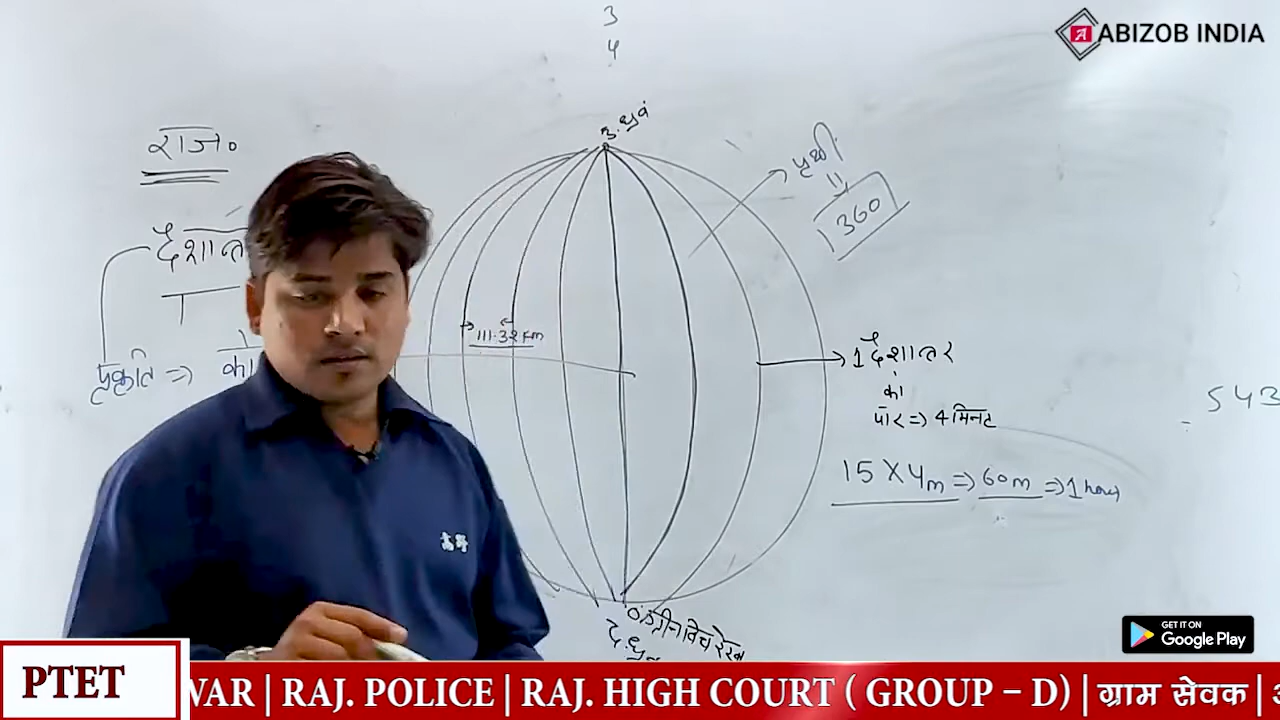 3
4
ABIZOB INDIA
राज०
उ.ध्रुव
पृथ्वी
||
360
111.32 km
1 देशान्तर
का
पार => 4 मिनट
प्रकृति =>
543
15 X 4m => 60m => 1 hour
0° ग्रीनविच रेखा
GET IT ON
Google Play
PTET
WAR | RAJ. POLICE | RAJ. HIGH COURT ( GROUP – D) | ग्राम सेवक |